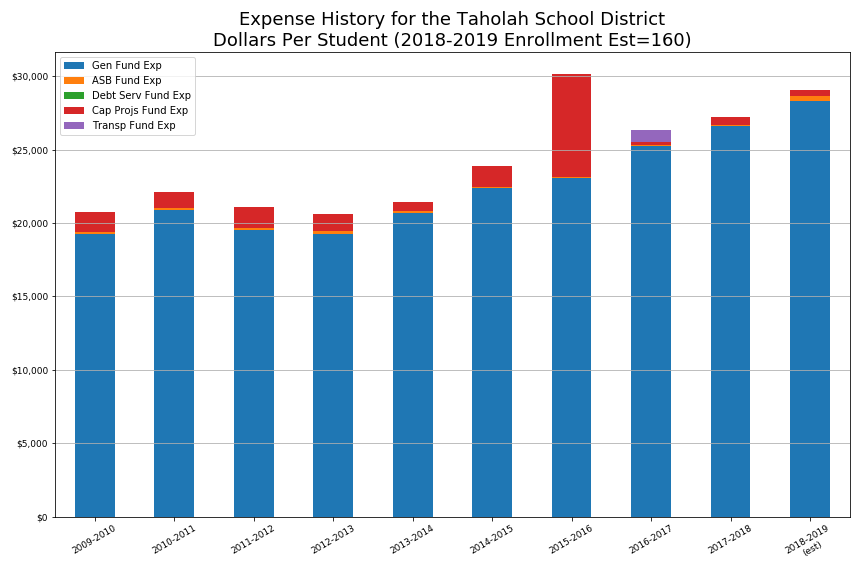 Expense History for the Taholah School District
Dollars Per Student (2018-2019 Enrollment Est=160)
Gen Fund Exp
ASB Fund Exp
Debt Serv Fund Exp
Cap Projs Fund Exp
Transp Fund Exp
$30,000
$25,000
$20,000
$15,000
$10,000
$5,000
$0
2009-2010
2010-2011
2011-2012
2012-2013
2013-2014
2014-2015
2015-2016
2016-2017
2017-2018
2018-2019
(est)